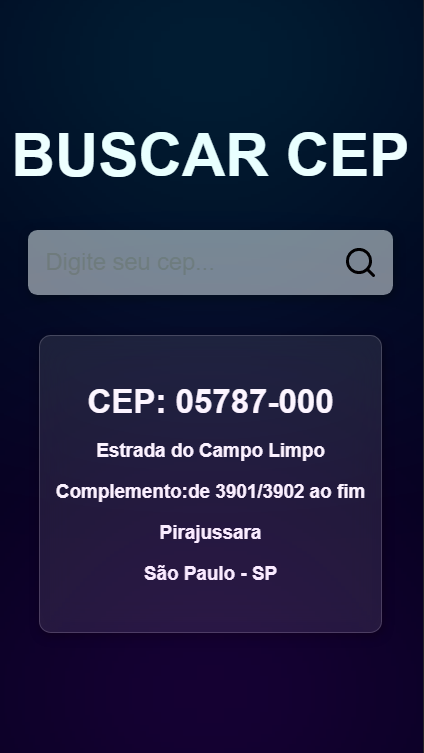 BUSCAR CEP
Digite seu cep...
CEP: 05787-000
Estrada do Campo Limpo
Complemento:de 3901/3902 ao fim
Pirajussara
São Paulo - SP